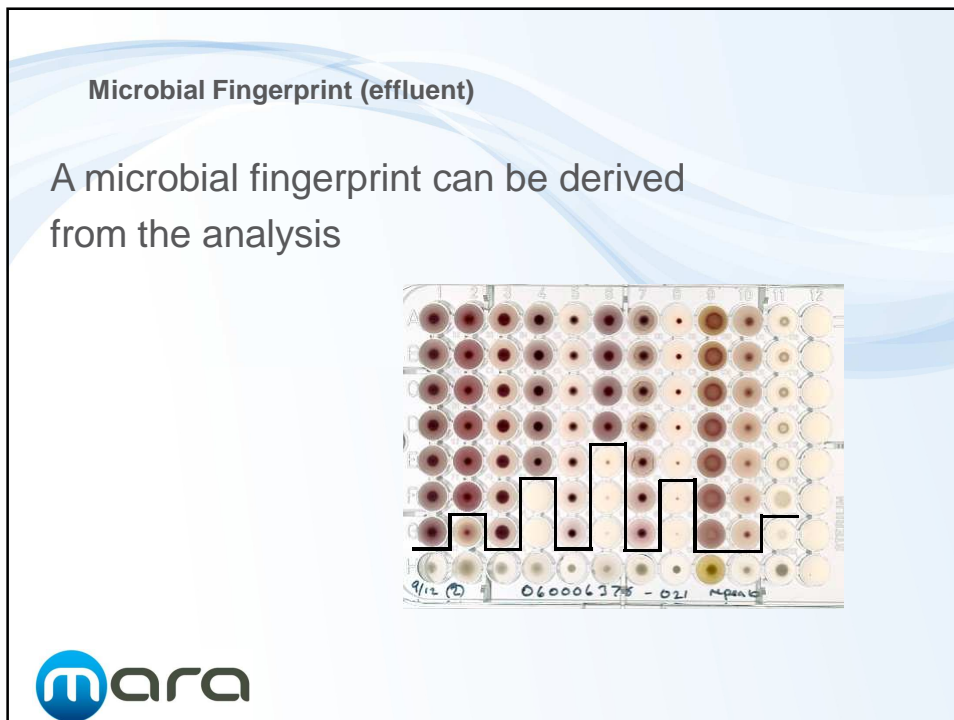 Microbial Fingerprint (effluent)
A microbial fingerprint can be derived
from the analysis
1 2 3 4 5 6 7 8 9 10 11 12
A
B
C
D
E
F
G
H
9/12 (2) - 021
mara